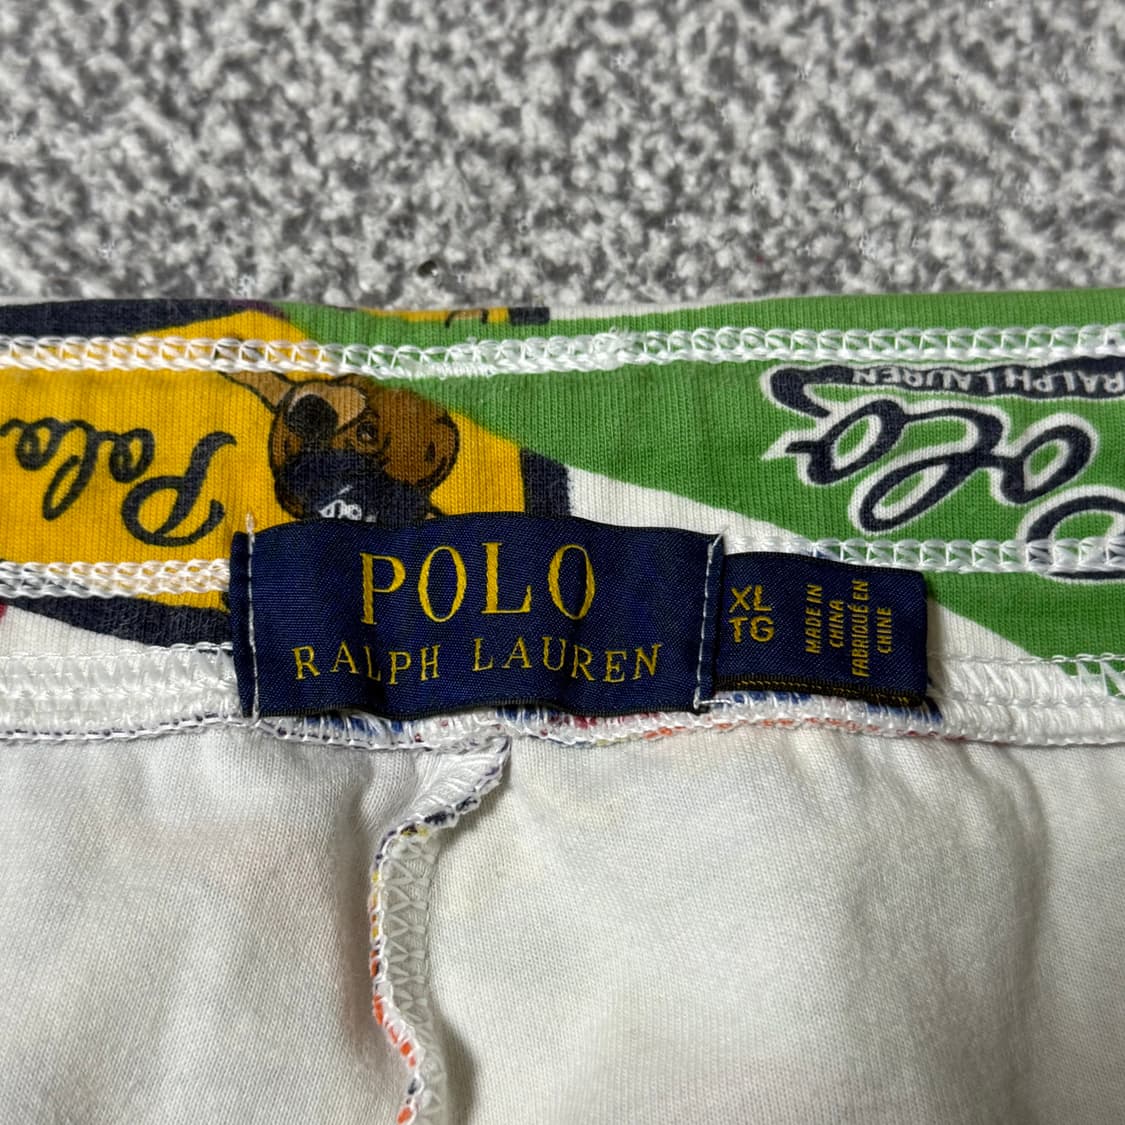 RALPH LAUREN
Polo
Polo
POLO
RALPH LAUREN
XL
TG
MADE IN
CHINA
FABRIQUÉ EN
CHINE